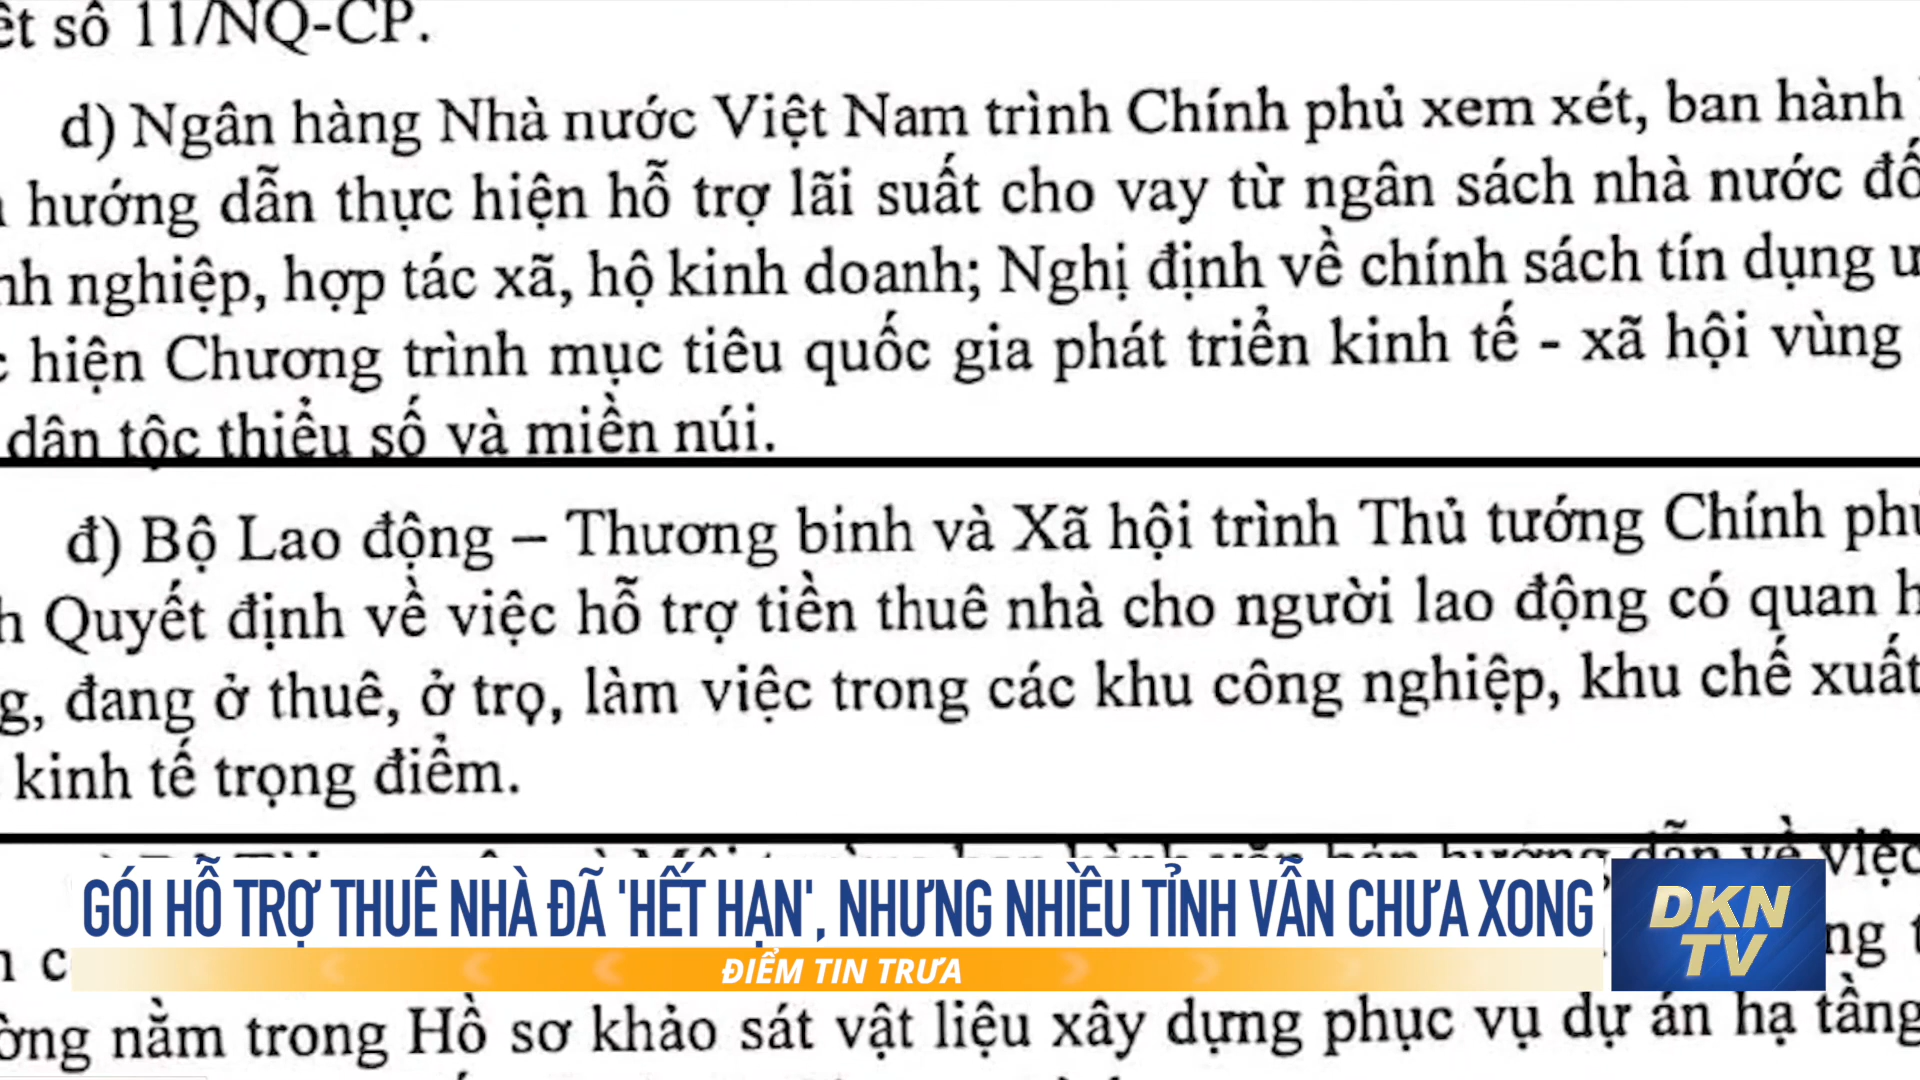 số 11/NQ-CP.
d) Ngân hàng Nhà nước Việt Nam trình Chính phủ xem xét, ban hành
hướng dẫn thực hiện hỗ trợ lãi suất cho vay từ ngân sách nhà nước
nghiệp, hợp tác xã, hộ kinh doanh; Nghị định về chính sách tín dụng
hiện Chương trình mục tiêu quốc gia phát triển kinh tế - xã hội vùng
dân tộc thiểu số và miền núi.
đ) Bộ Lao động – Thương binh và Xã hội trình Thủ tướng Chính phủ
Quyết định về việc hỗ trợ tiền thuê nhà cho người lao động có quan
đang ở thuê, ở trọ, làm việc trong các khu công nghiệp, khu chế xuất
kinh tế trọng điểm.
hướng dẫn về việc
GÓI HỖ TRỢ THUÊ NHÀ ĐÃ 'HẾT HẠN', NHƯNG NHIỀU TỈNH VẪN CHƯA XONG
ĐIỂM TIN TRƯA
DKN
TV
nằm trong Hồ sơ khảo sát vật liệu xây dựng phục vụ dự án hạ tầng